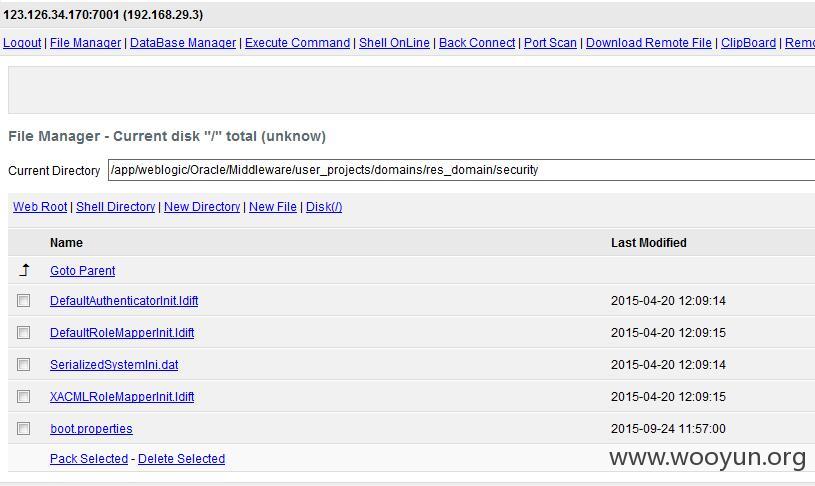 123.126.34.170:7001 (192.168.29.3)
Logout | File Manager | DataBase Manager | Execute Command | Shell OnLine | Back Connect | Port Scan | Download Remote File | ClipBoard | Remo
File Manager - Current disk "/" total (unknow)
Current Directory /app/weblogic/Oracle/Middleware/user_projects/domains/res_domain/security
Web Root | Shell Directory | New Directory | New File | Disk(/)
Name Last Modified
Goto Parent
DefaultAuthenticatorInit.ldift 2015-04-20 12:09:14
DefaultRoleMapperInit.ldift 2015-04-20 12:09:15
SerializedSystemIni.dat 2015-04-20 12:09:14
XACMLRoleMapperInit.ldift 2015-04-20 12:09:15
boot.properties 2015-09-24 11:57:00
Pack Selected - Delete Selected
www.wooyun.org